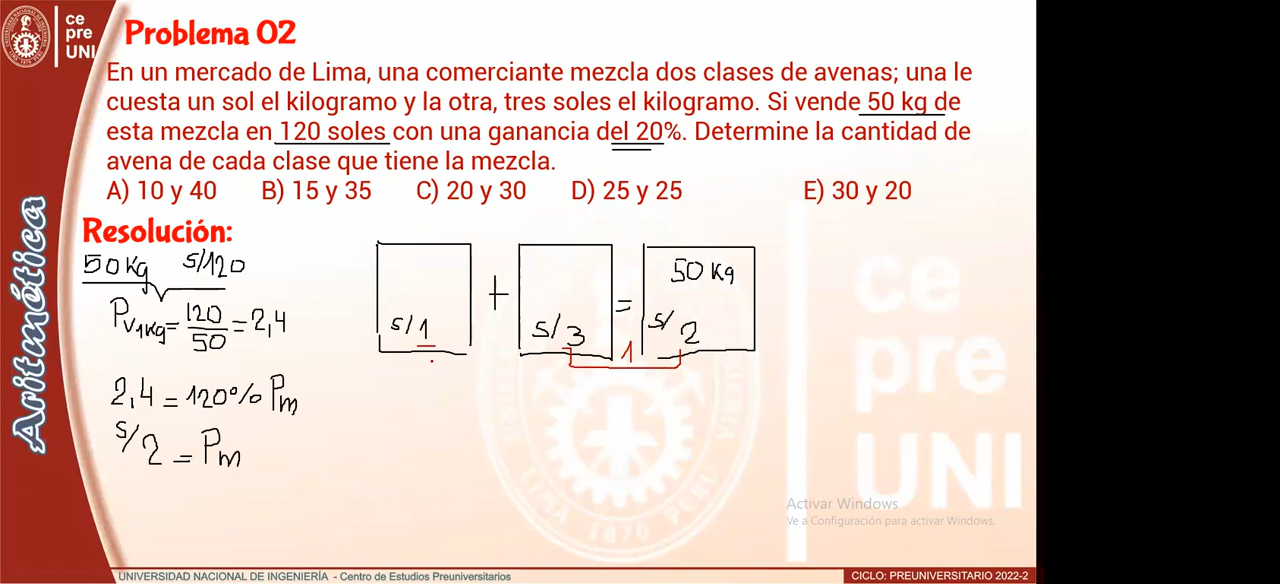 ce
pre
UNI
Problema 02
En un mercado de Lima, una comerciante mezcla dos clases de avenas; una le
cuesta un sol el kilogramo y la otra, tres soles el kilogramo. Si vende 50 kg de
esta mezcla en 120 soles con una ganancia del 20%. Determine la cantidad de
avena de cada clase que tiene la mezcla.
A) 10 y 40 B) 15 y 35 C) 20 y 30 D) 25 y 25 E) 30 y 20
Aritmética
Resolución:
50 kg S/120
Pv1kg = 120/50 = 2,4
2,4 = 120% Pm
S/2 = Pm
S/1 + S/3 = 50 kg S/2
1
ce
pre
UNI
LIMA 1876 PERU
Activar Windows
Ve a Configuración para activar Windows.
UNIVERSIDAD NACIONAL DE INGENIERÍA - Centro de Estudios Preuniversitarios
CICLO: PREUNIVERSITARIO 2022-2